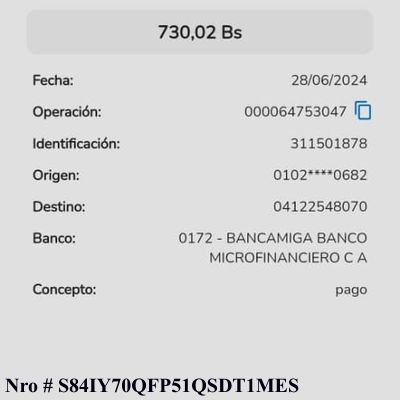 730,02 Bs
Fecha: 28/06/2024
Operación: 000064753047
Identificación: 311501878
Origen: 0102****0682
Destino: 04122548070
Banco: 0172 - BANCAMIGA BANCO
MICROFINANCIERO C A
Concepto: pago
Nro # S84IY70QFP51QSDT1MES